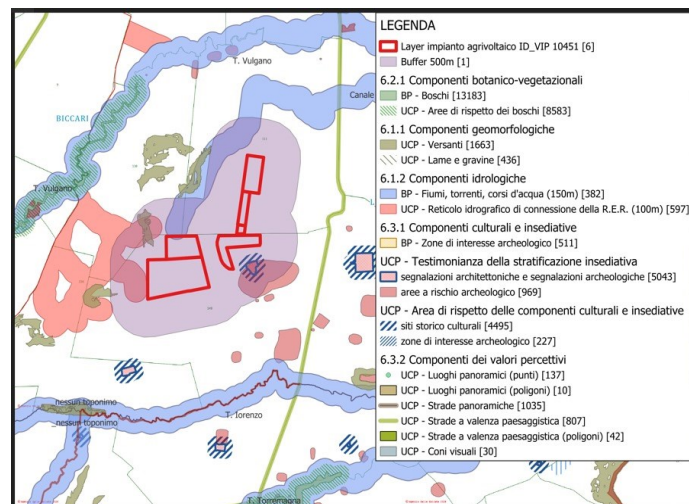 T. Vulgano
Canale
BICCARI
T. Vulgano
_nessun toponimo
_nessun toponimo
T. Iorenzo
T. Torremagna
LEGENDA
Layer impianto agrivoltaico ID_VIP 10451 [6]
Buffer 500m [1]
6.2.1 Componenti botanico-vegetazionali
BP - Boschi [13183]
UCP - Aree di rispetto dei boschi [8583]
6.1.1 Componenti geomorfologiche
UCP - Versanti [1663]
UCP - Lame e gravine [436]
6.1.2 Componenti idrologiche
BP - Fiumi, torrenti, corsi d'acqua (150m) [382]
UCP - Reticolo idrografico di connessione della R.E.R. (100m) [597]
6.3.1 Componenti culturali e insediative
BP - Zone di interesse archeologico [511]
UCP - Testimonianza della stratificazione insediativa
segnalazioni architettoniche e segnalazioni archeologiche [5043]
aree a rischio archeologico [969]
UCP - Area di rispetto delle componenti culturali e insediative
siti storico culturali [4495]
zone di interesse archeologico [227]
6.3.2 Componenti dei valori percettivi
UCP - Luoghi panoramici (punti) [137]
UCP - Luoghi panoramici (poligoni) [10]
UCP - Strade panoramiche [1035]
UCP - Strade a valenza paesaggistica [807]
UCP - Strade a valenza paesaggistica (poligoni) [42]
UCP - Coni visuali [30]